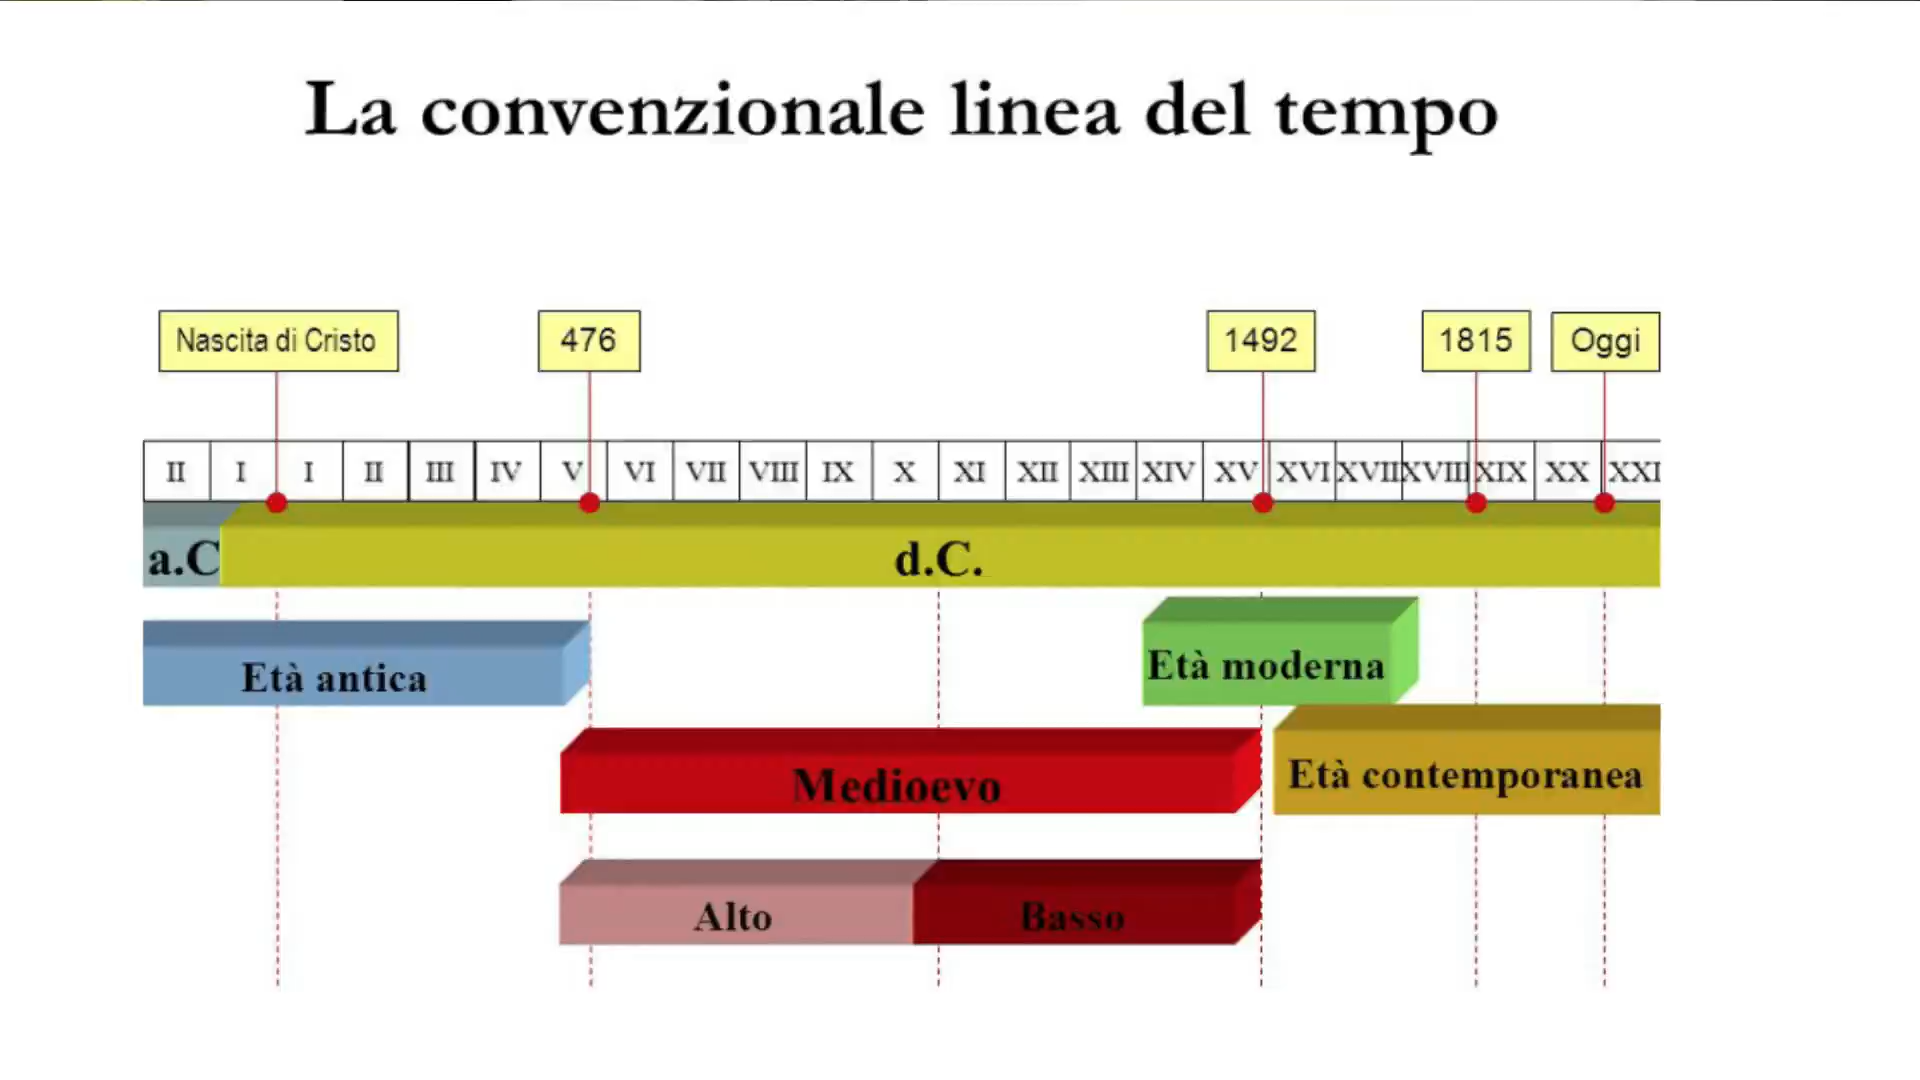 La convenzionale linea del tempo
Nascita di Cristo 476 1492 1815 Oggi
II I I II III IV V VI VII VIII IX X XI XII XIII XIV XV XVI XVII XVIII XIX XX XXI
a.C d.C.
Età antica Età moderna
Medioevo Età contemporanea
Alto Basso